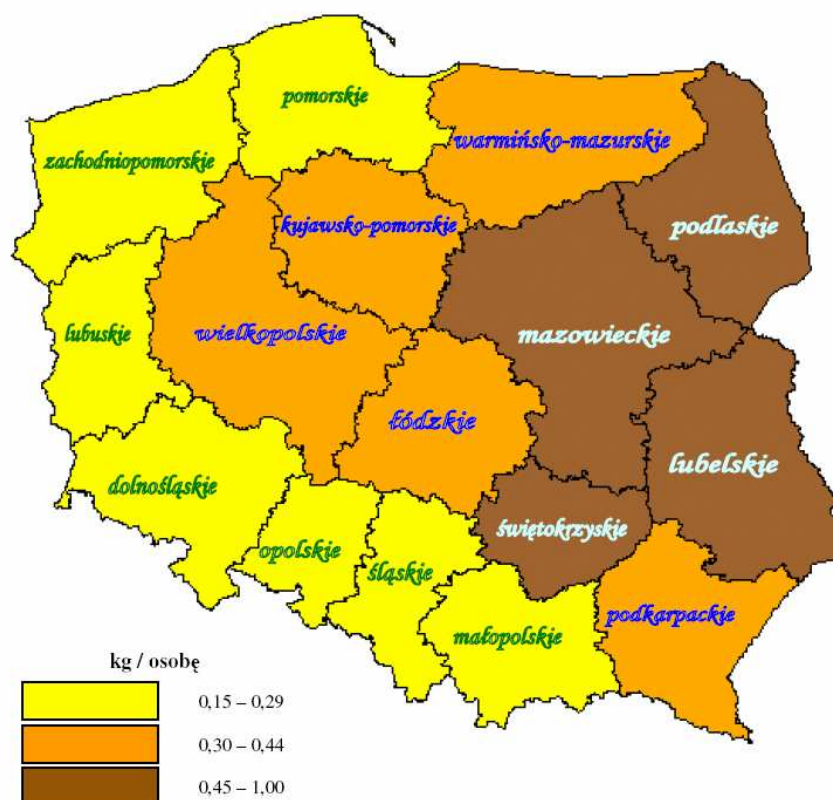 pomorskie
warmińsko-mazurskie
zachodniopomorskie
podlaskie
kujawsko-pomorskie
lubuskie
wielkopolskie
mazowieckie
łódzkie
lubelskie
dolnośląskie
świętokrzyskie
opolskie
śląskie
podkarpackie
małopolskie
kg / osobę
0,15 – 0,29
0,30 – 0,44
0,45 – 1,00